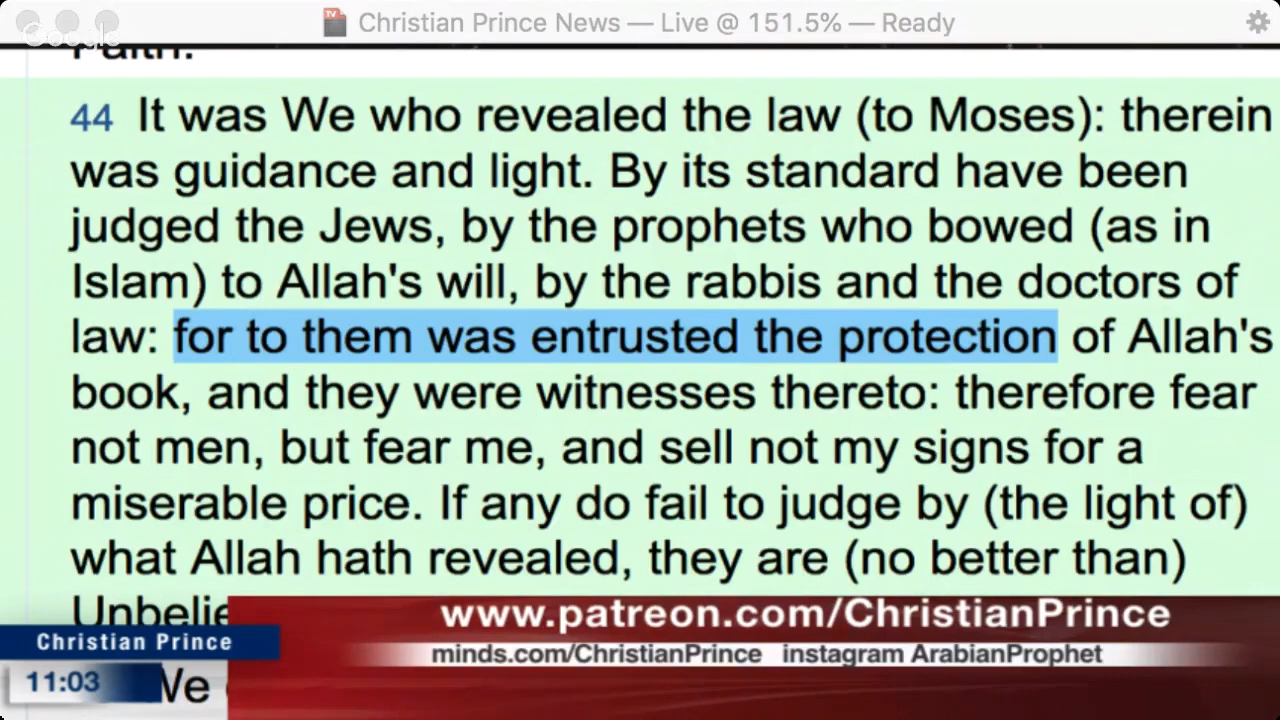 Christian Prince News — Live @ 151.5% — Ready
Google
Faith.
44 It was We who revealed the law (to Moses): therein
was guidance and light. By its standard have been
judged the Jews, by the prophets who bowed (as in
Islam) to Allah's will, by the rabbis and the doctors of
law: for to them was entrusted the protection of Allah's
book, and they were witnesses thereto: therefore fear
not men, but fear me, and sell not my signs for a
miserable price. If any do fail to judge by (the light of)
what Allah hath revealed, they are (no better than)
Unbelie
www.patreon.com/ChristianPrince
Christian Prince
minds.com/ChristianPrince instagram ArabianProphet
11:03
We